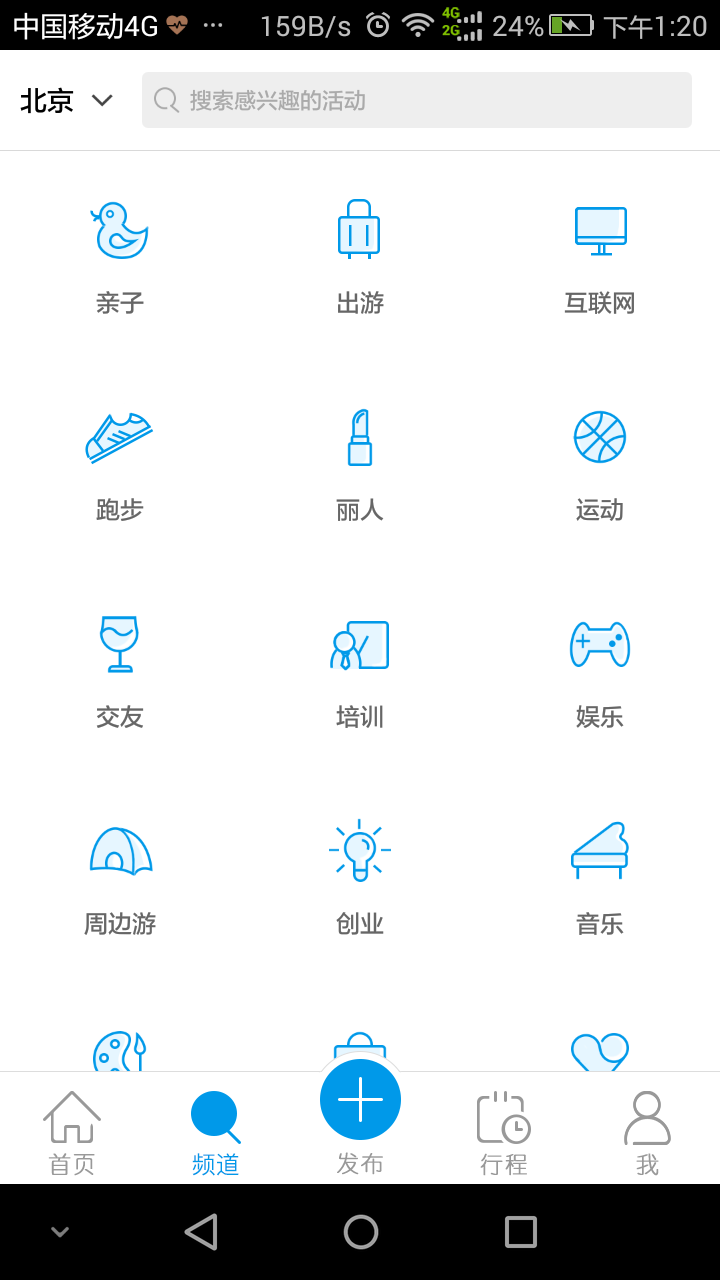 中国移动4G ... 159B/s 4G 2G 24% 下午1:20
北京 搜索感兴趣的活动
亲子 出游 互联网
跑步 丽人 运动
交友 培训 娱乐
周边游 创业 音乐
首页 频道 发布 行程 我